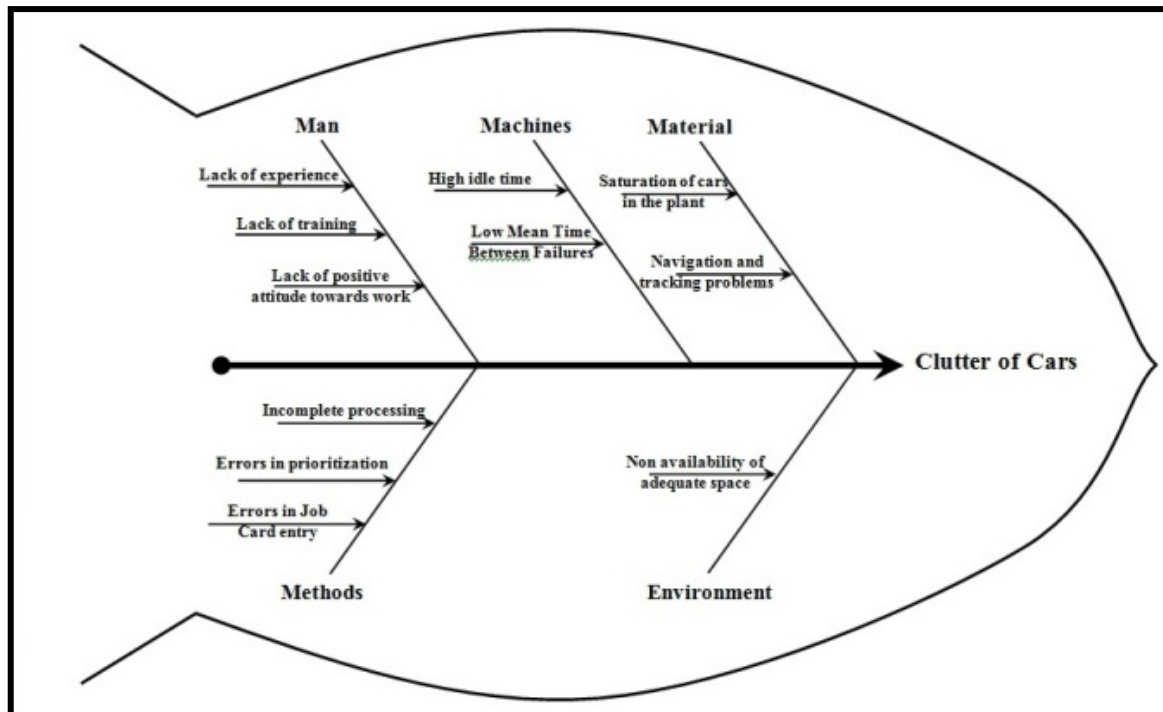 Man
Machines
Material
Lack of experience
Lack of training
Lack of positive
attitude towards work
High idle time
Low Mean Time
Between Failures
Saturation of cars
in the plant
Navigation and
tracking problems
Clutter of Cars
Incomplete processing
Errors in prioritization
Errors in Job
Card entry
Non availability of
adequate space
Methods
Environment